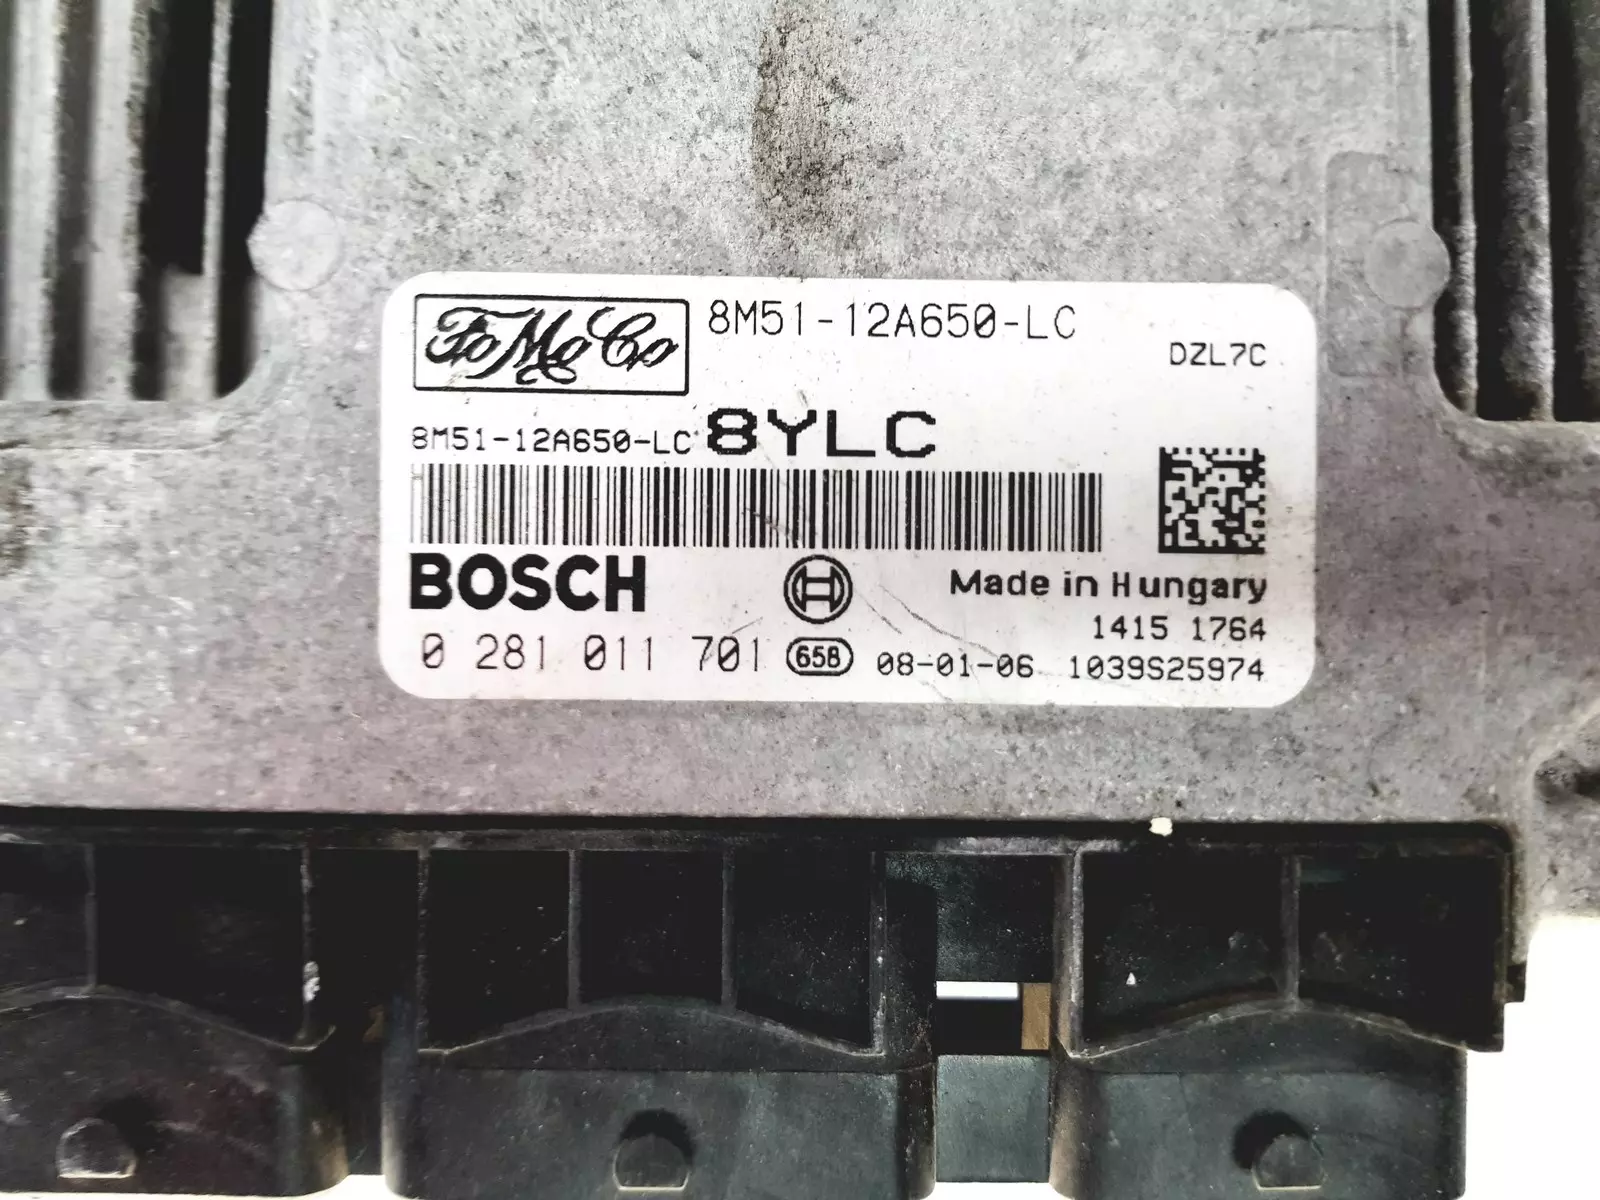 FoMoCo 8M51-12A650-LC
DZL7C
8M51-12A650-LC 8YLC
BOSCH Made in Hungary
1415 1764
0 281 011 701 658 08-01-06 1039S25974